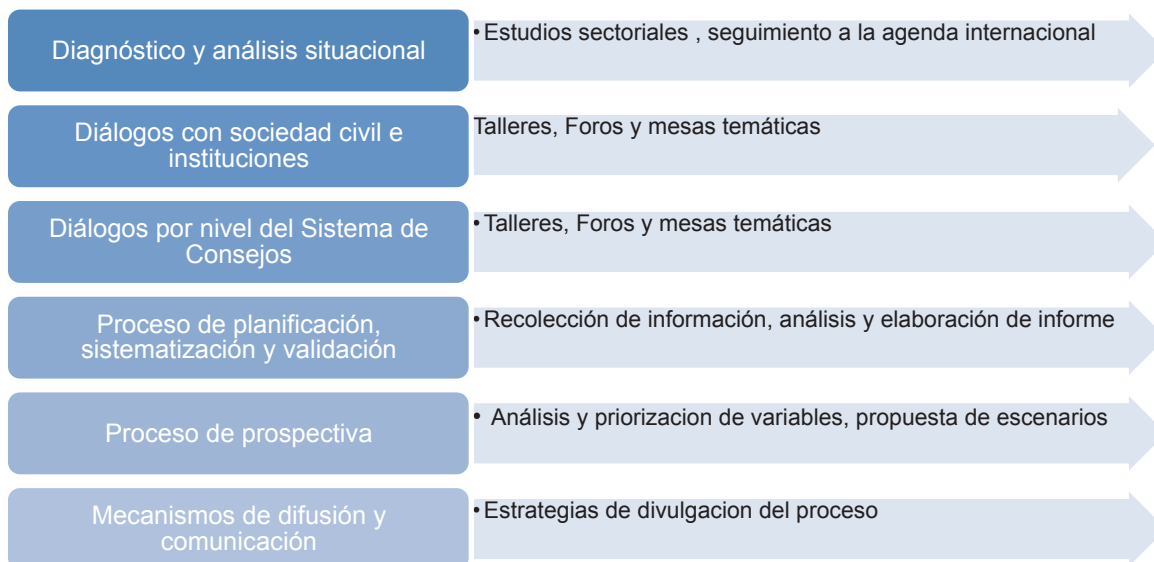 Diagnóstico y análisis situacional
• Estudios sectoriales , seguimiento a la agenda internacional
Diálogos con sociedad civil e
instituciones
Talleres, Foros y mesas temáticas
Diálogos por nivel del Sistema de
Consejos
• Talleres, Foros y mesas temáticas
Proceso de planificación,
sistematización y validación
• Recolección de información, análisis y elaboración de informe
Proceso de prospectiva
• Análisis y priorizacion de variables, propuesta de escenarios
Mecanismos de difusión y
comunicación
• Estrategias de divulgacion del proceso